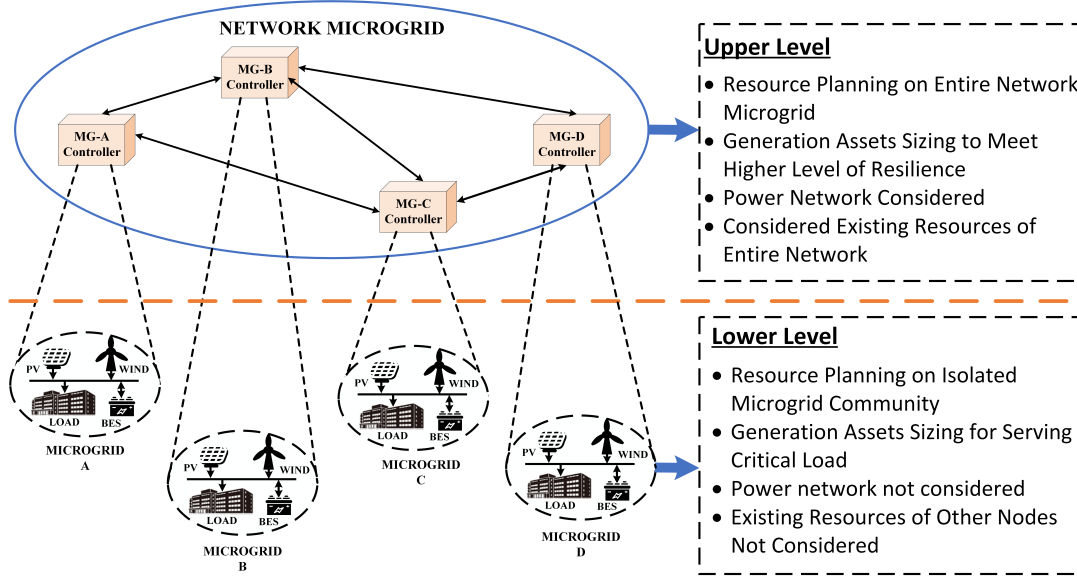 NETWORK MICROGRID
MG-B
Controller
MG-A
Controller
MG-D
Controller
MG-C
Controller
Upper Level
• Resource Planning on Entire Network
Microgrid
• Generation Assets Sizing to Meet
Higher Level of Resilience
• Power Network Considered
• Considered Existing Resources of
Entire Network
PV
WIND
LOAD
BES
MICROGRID
A
PV
WIND
LOAD
BES
MICROGRID
B
PV
WIND
LOAD
BES
MICROGRID
C
PV
WIND
LOAD
BES
MICROGRID
D
Lower Level
• Resource Planning on Isolated
Microgrid Community
• Generation Assets Sizing for Serving
Critical Load
• Power network not considered
• Existing Resources of Other Nodes
Not Considered